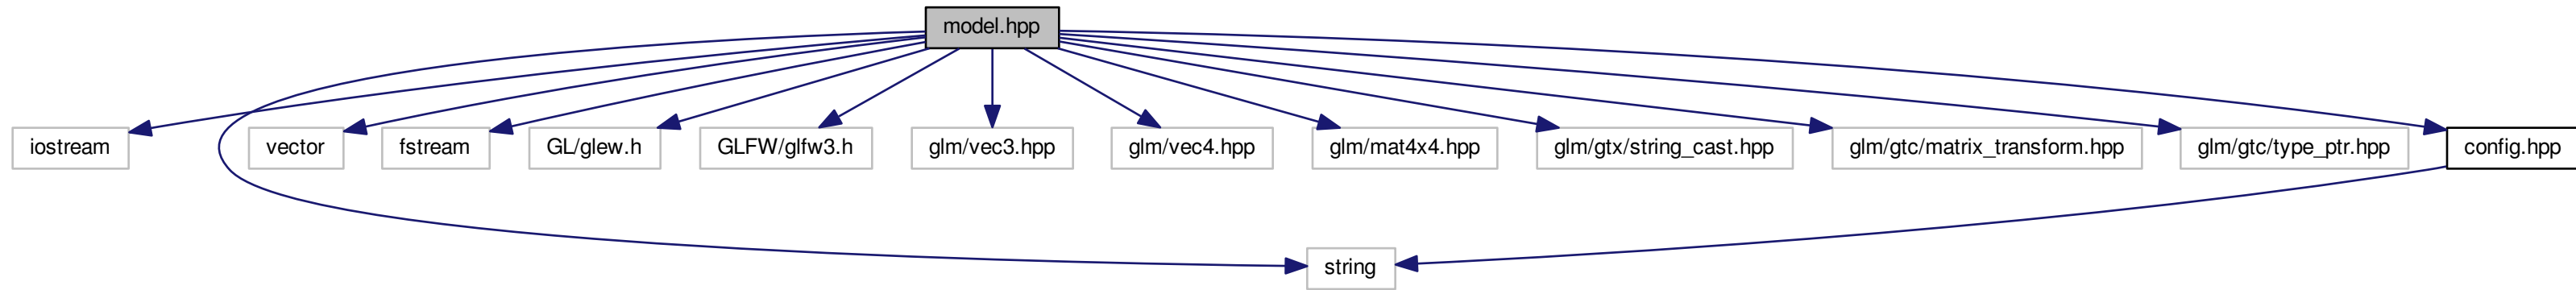 model.hpp
iostream
vector
fstream
GL/glew.h
GLFW/glfw3.h
glm/vec3.hpp
glm/vec4.hpp
glm/mat4x4.hpp
glm/gtx/string_cast.hpp
glm/gtc/matrix_transform.hpp
glm/gtc/type_ptr.hpp
config.hpp
string